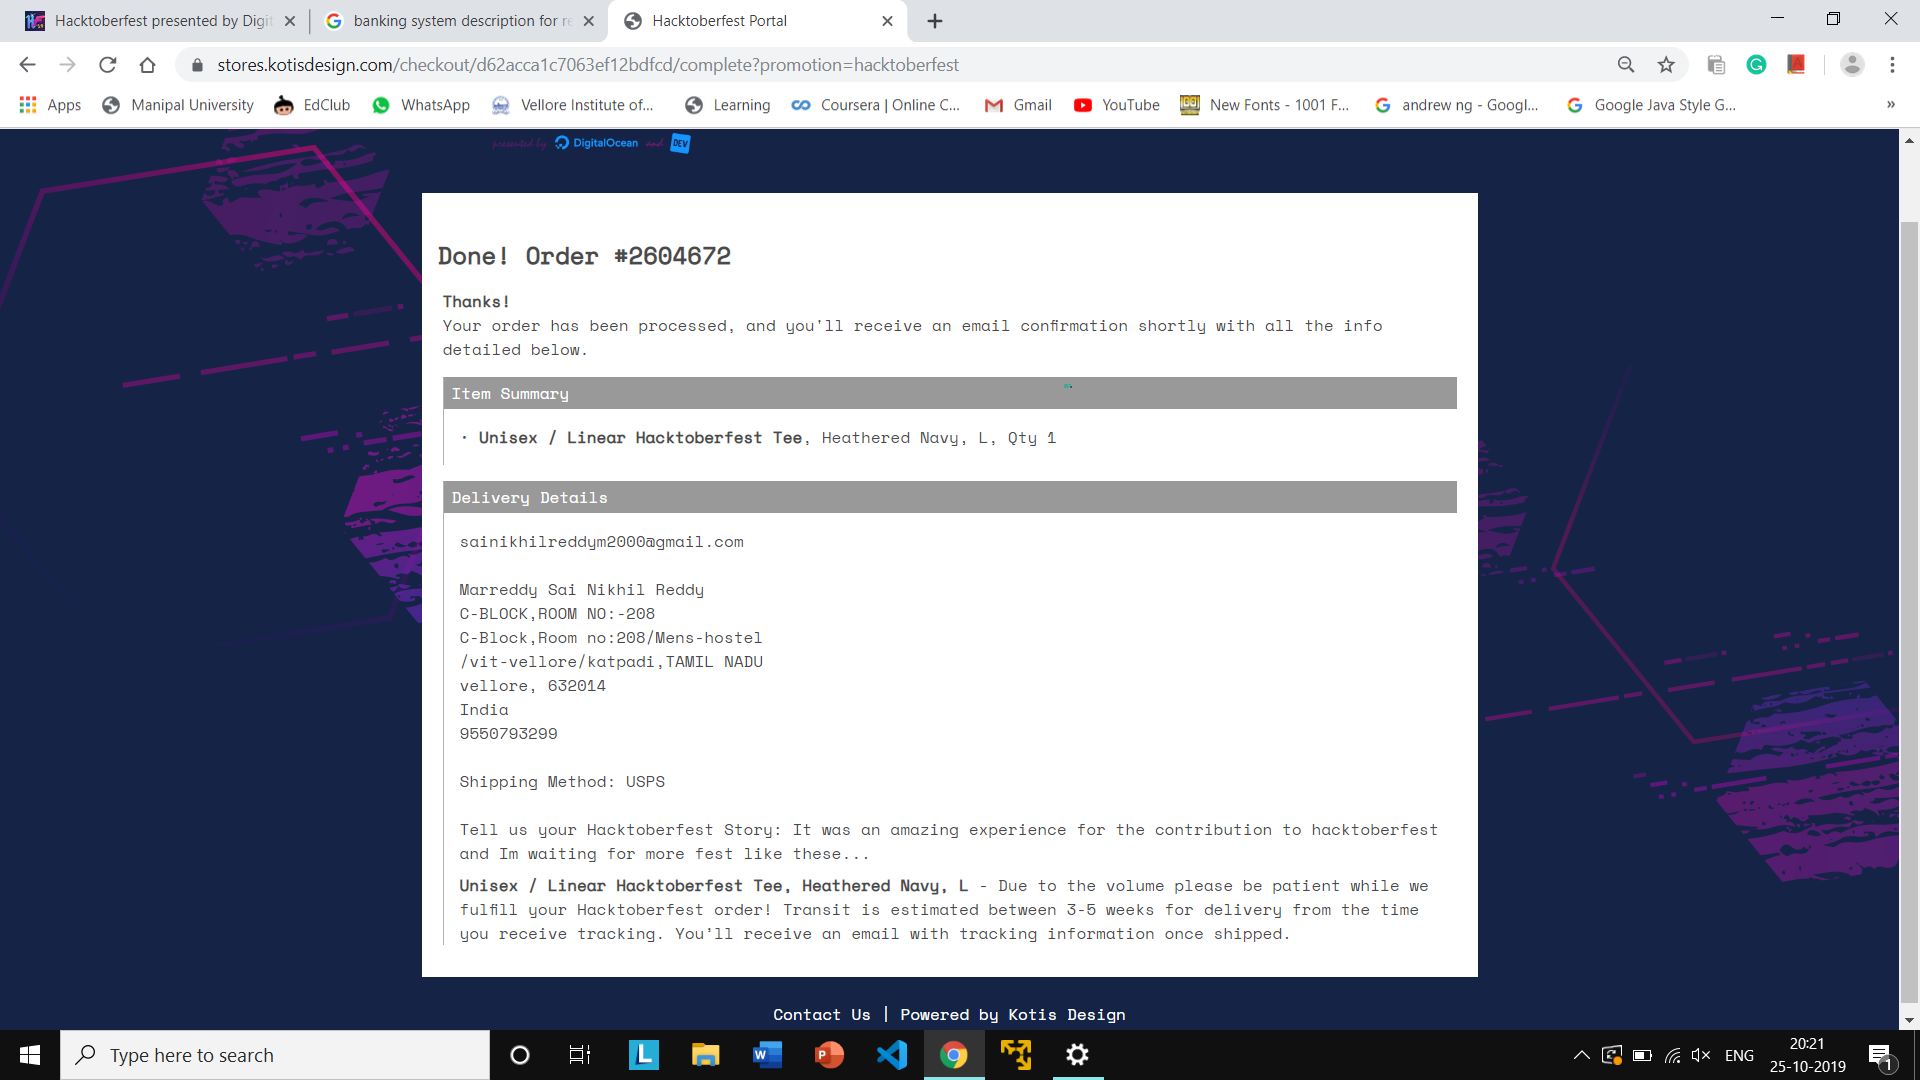 Hacktoberfest presented by Digit
banking system description for re
Hacktoberfest Portal
stores.kotisdesign.com/checkout/d62acca1c7063ef12bdfcd/complete?promotion=hacktoberfest
Apps
Manipal University
EdClub
WhatsApp
Vellore Institute of...
Learning
Coursera | Online C...
Gmail
YouTube
New Fonts - 1001 F...
andrew ng - Googl...
Google Java Style G...
»
presented by DigitalOcean and DEV
Done! Order #2604672
Thanks!
Your order has been processed, and you'll receive an email confirmation shortly with all the info
detailed below.
Item Summary
· Unisex / Linear Hacktoberfest Tee, Heathered Navy, L, Qty 1
Delivery Details
sainikhilreddym2000@gmail.com
Marreddy Sai Nikhil Reddy
C-BLOCK,ROOM NO:-208
C-Block,Room no:208/Mens-hostel
/vit-vellore/katpadi,TAMIL NADU
vellore, 632014
India
9550793299
Shipping Method: USPS
Tell us your Hacktoberfest Story: It was an amazing experience for the contribution to hacktoberfest
and Im waiting for more fest like these...
Unisex / Linear Hacktoberfest Tee, Heathered Navy, L - Due to the volume please be patient while we
fulfill your Hacktoberfest order! Transit is estimated between 3-5 weeks for delivery from the time
you receive tracking. You'll receive an email with tracking information once shipped.
Contact Us | Powered by Kotis Design
Type here to search
ENG
20:21
25-10-2019
1